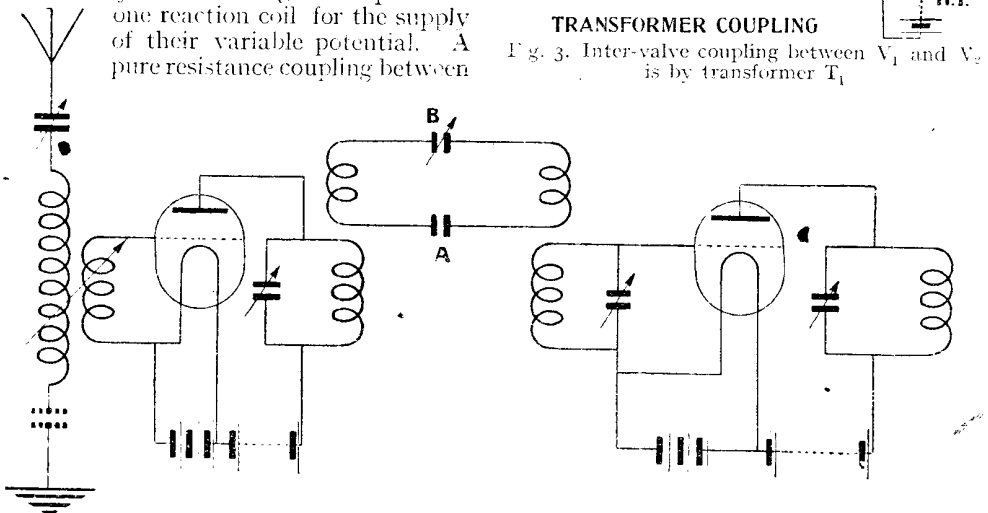 one reaction coil for the supply
of their variable potential. A
pure resistance coupling between
TRANSFORMER COUPLING
Fig. 3. Inter-valve coupling between V₁ and V₂
is by transformer T₁
B
A